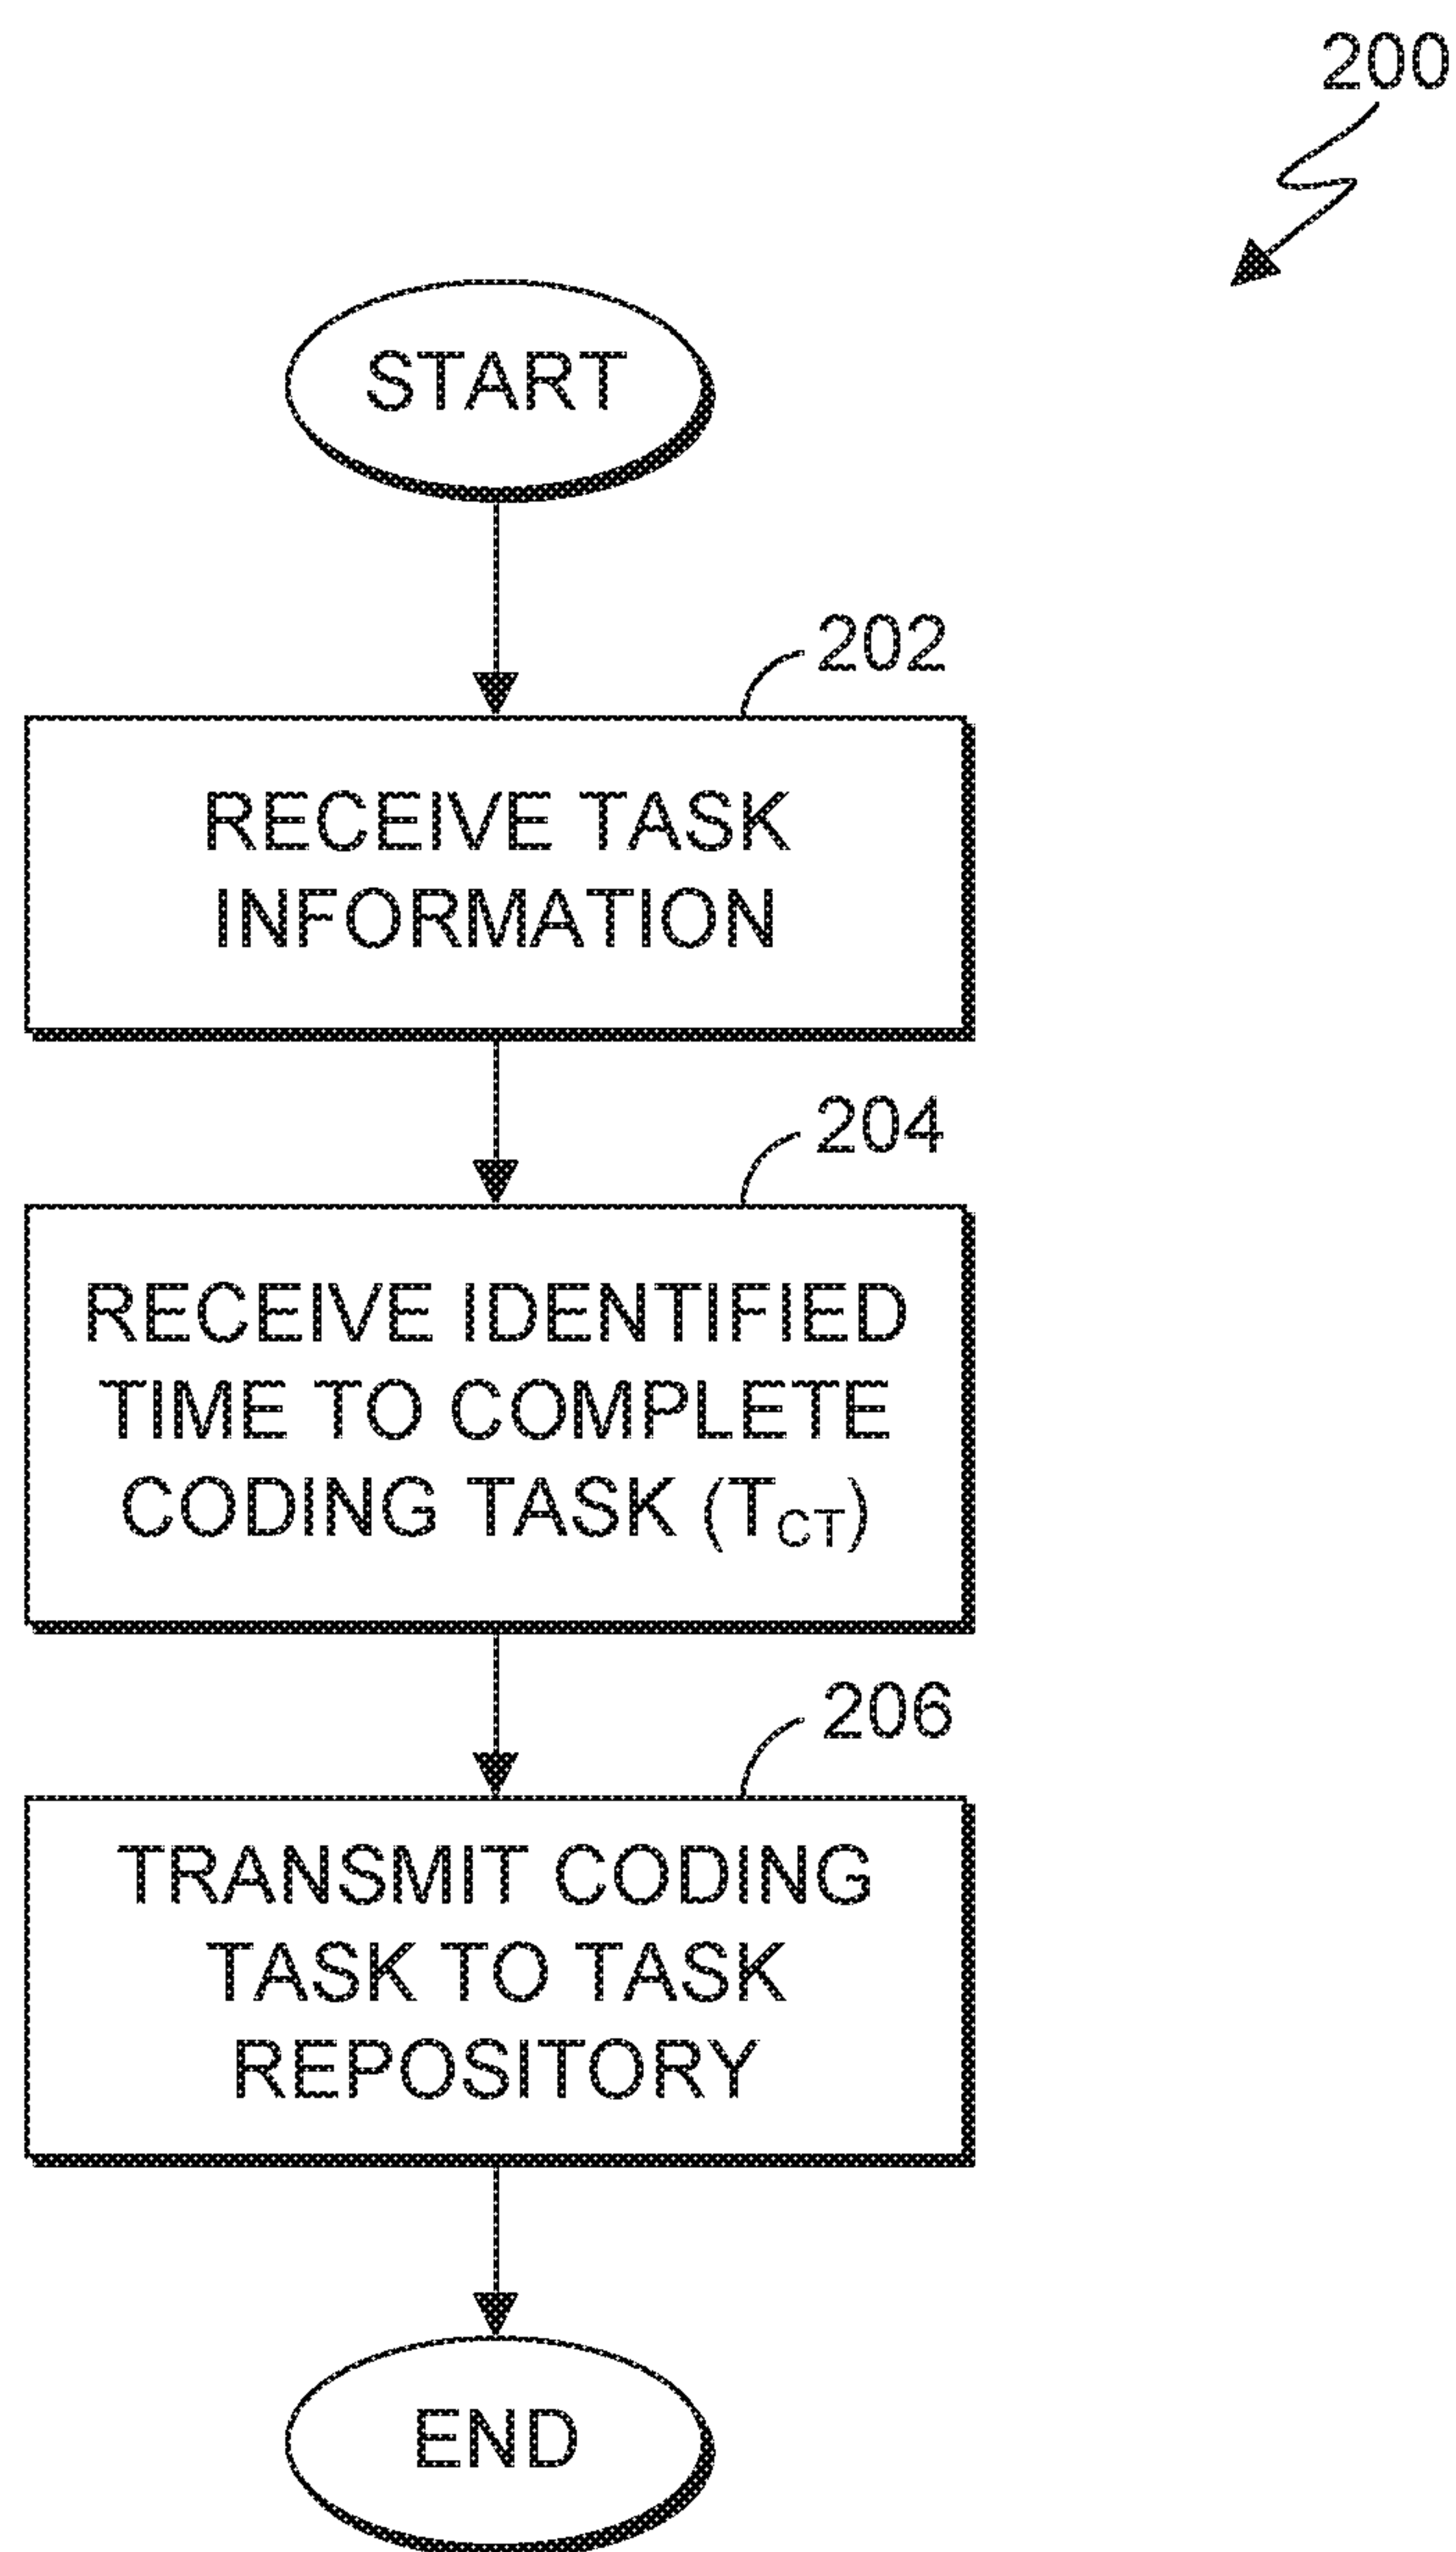 200
START
202
RECEIVE TASK
INFORMATION
204
RECEIVE IDENTIFIED
TIME TO COMPLETE
CODING TASK (TCT)
206
TRANSMIT CODING
TASK TO TASK
REPOSITORY
END